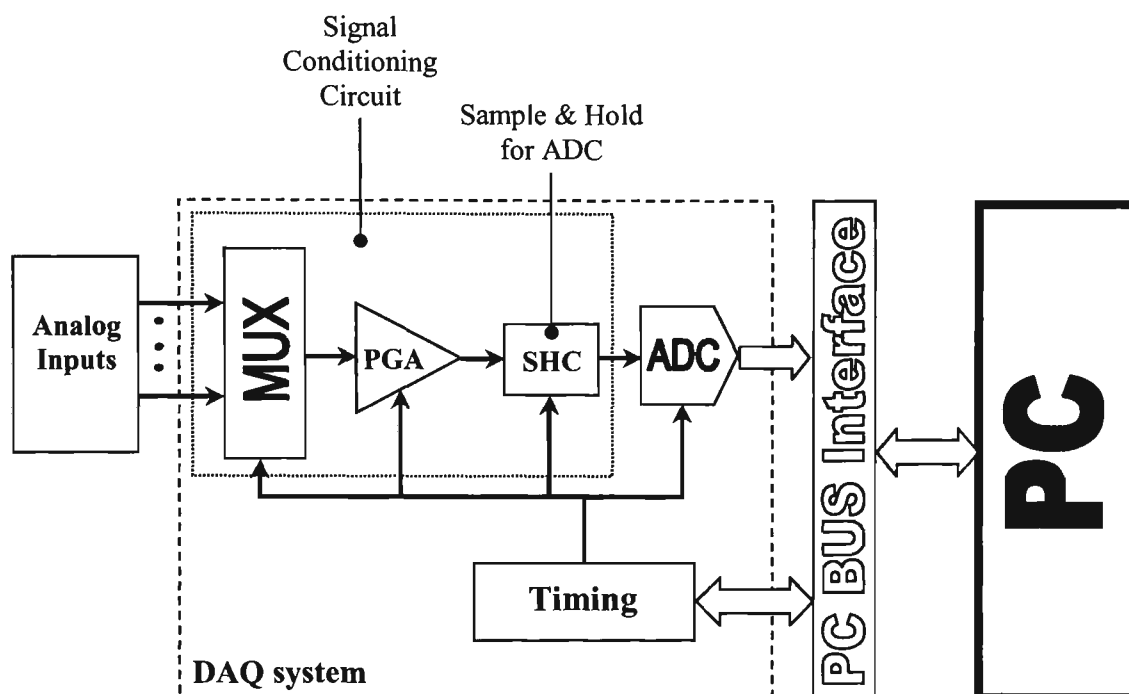 Signal
Conditioning
Circuit
Sample & Hold
for ADC
Analog
Inputs
MUX
PGA
SHC
ADC
PC BUS Interface
PC
Timing
DAQ system